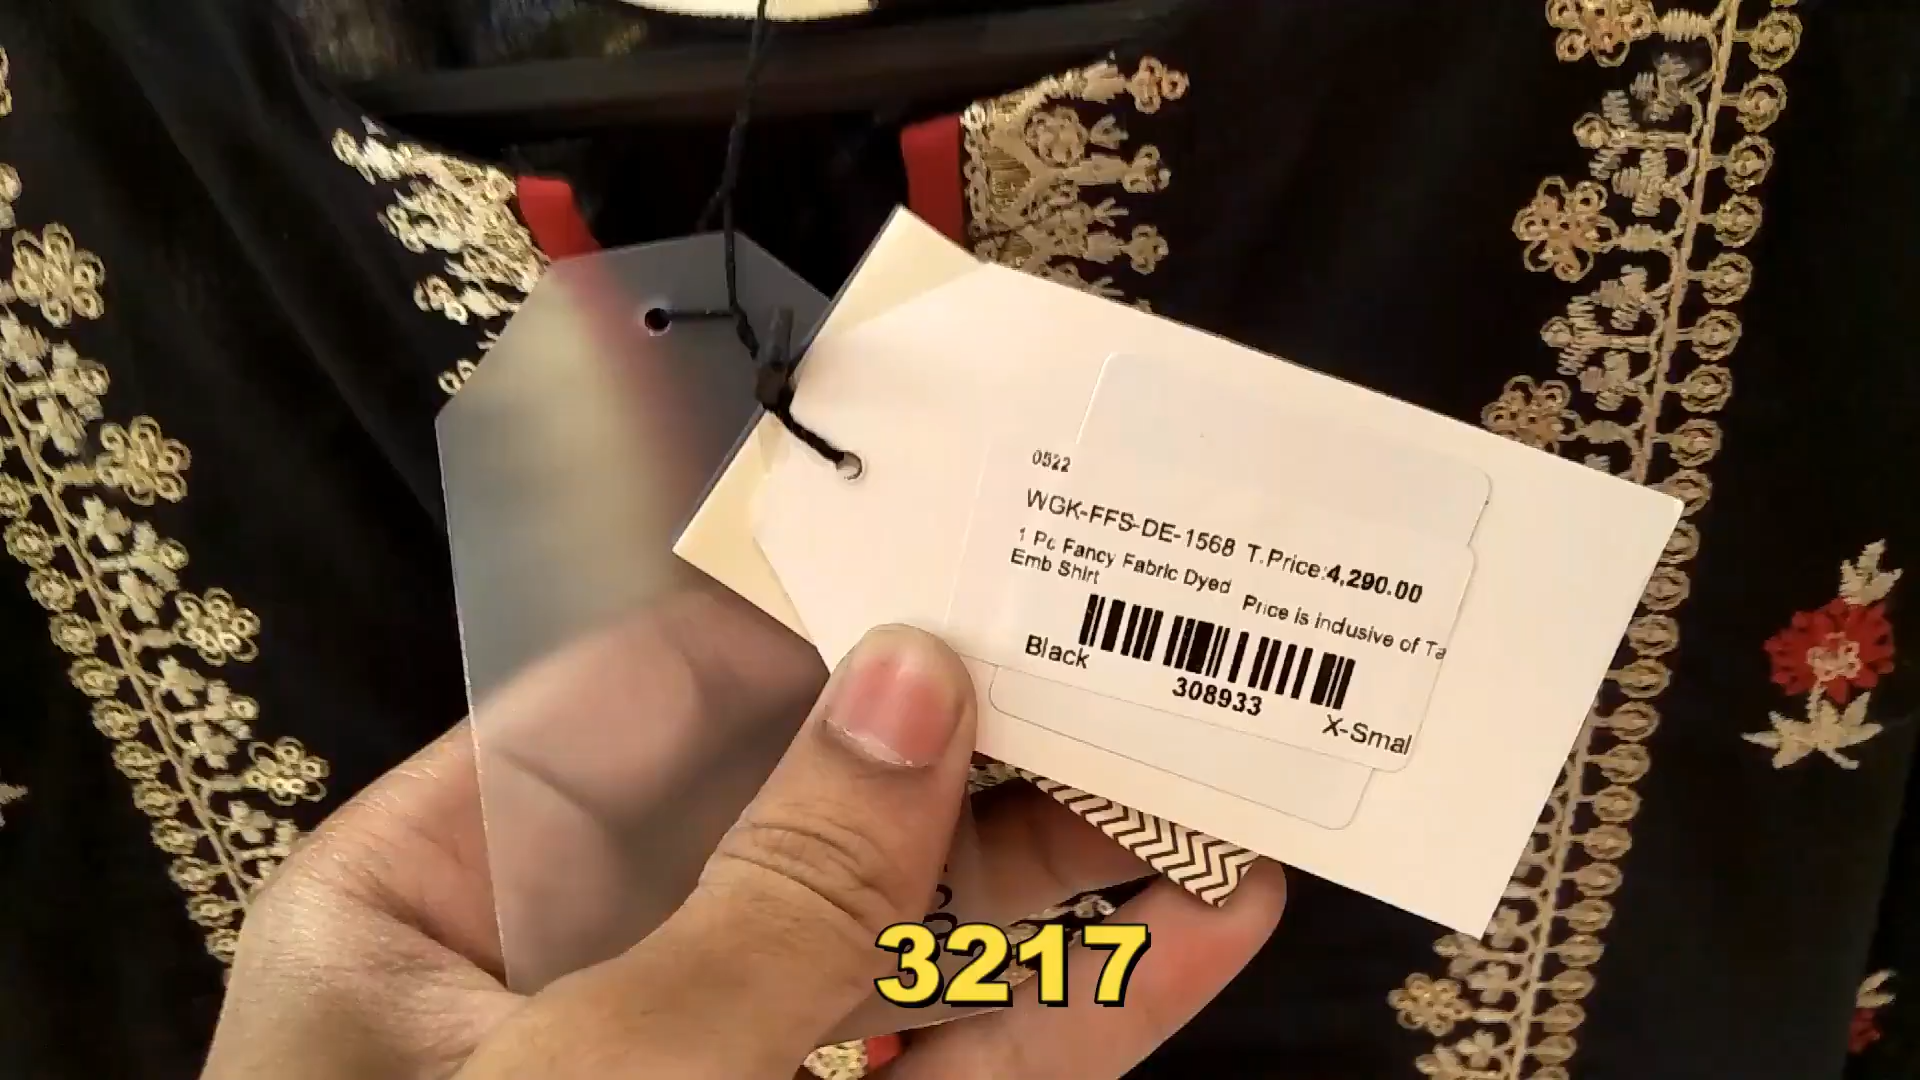 0522
WGK-FFS-DE-1568 T.Price:4,290.00
1 Pc Fancy Fabric Dyed
Emb Shirt
Price is inclusive of Ta
Black
308933
X-Smal
3217